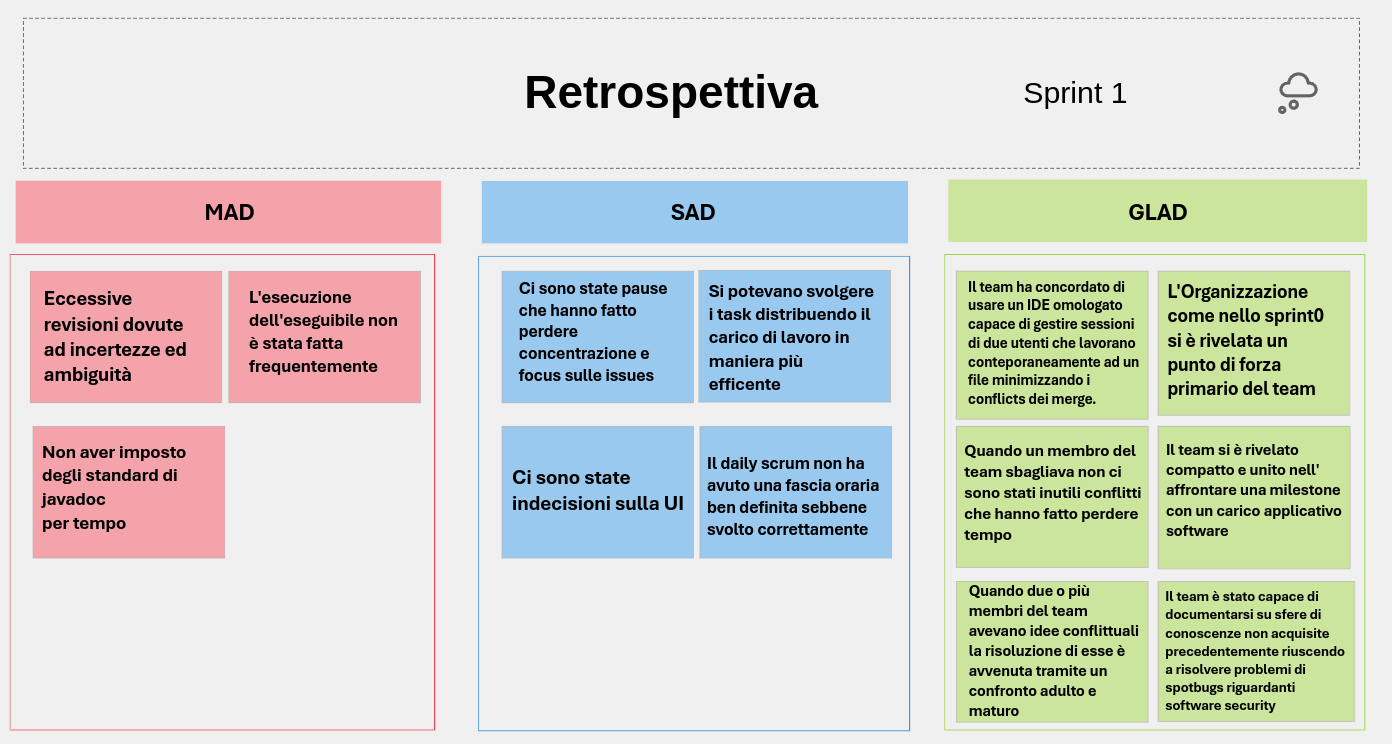 Retrospettiva
Sprint 1
MAD
SAD
GLAD
Eccessive
revisioni dovute
ad incertezze ed
ambiguità
L'esecuzione
dell'eseguibile non
è stata fatta
frequentemente
Non aver imposto
degli standard di
javadoc
per tempo
Ci sono state pause
che hanno fatto
perdere
concentrazione e
focus sulle issues
Si potevano svolgere
i task distribuendo il
carico di lavoro in
maniera più
efficente
Ci sono state
indecisioni sulla UI
Il daily scrum non ha
avuto una fascia oraria
ben definita sebbene
svolto correttamente
Il team ha concordato di
usare un IDE omologato
capace di gestire sessioni
di due utenti che lavorano
conteporaneamente ad un
file minimizzando i
conflicts dei merge.
L'Organizzazione
come nello sprint0
si è rivelata un
punto di forza
primario del team
Quando un membro del
team sbagliava non ci
sono stati inutili conflitti
che hanno fatto perdere
tempo
Il team si è rivelato
compatto e unito nell'
affrontare una milestone
con un carico applicativo
software
Quando due o più
membri del team
avevano idee conflittuali
la risoluzione di esse è
avvenuta tramite un
confronto adulto e
maturo
Il team è stato capace di
documentarsi su sfere di
conoscenze non acquisite
precedentemente riuscendo
a risolvere problemi di
spotbugs riguardanti
software security